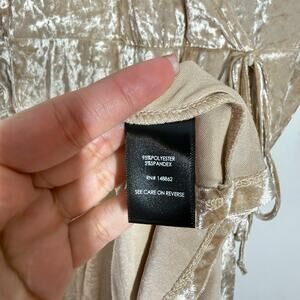 95%POLYESTER
5%SPANDEX
RN# 148862
SEE CARE ON REVERSE